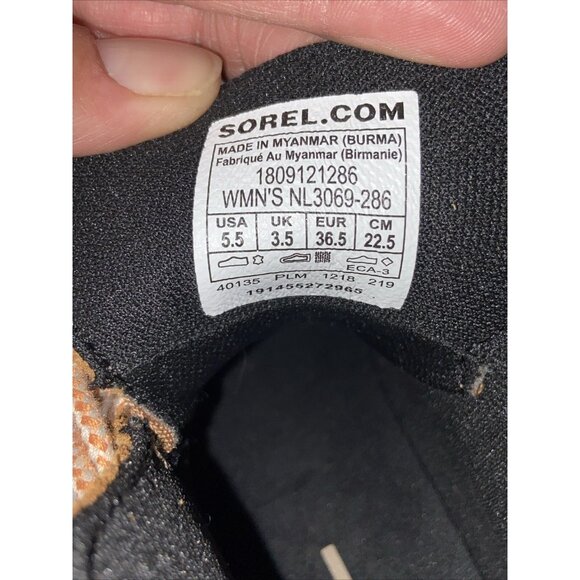 SOREL.COM
MADE IN MYANMAR (BURMA)
Fabriqué Au Myanmar (Birmanie)
1809121286
WMN'S NL3069-286
USA UK EUR CM
5.5 3.5 36.5 22.5
ECA-3
40135 PLM 1218 219
191455272965